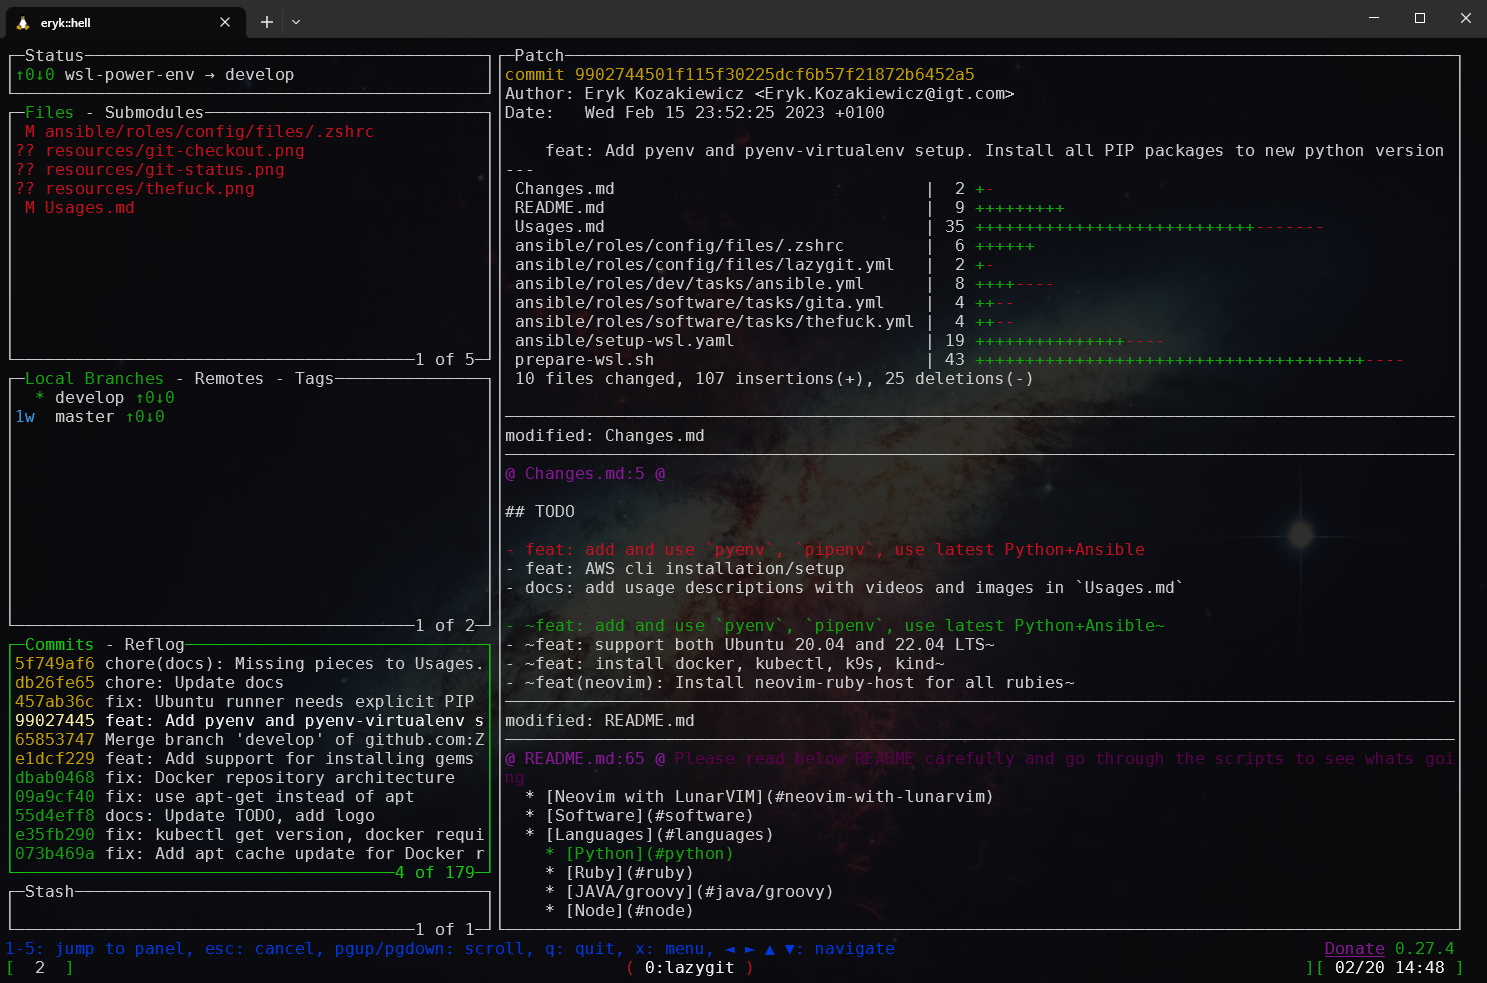 eryk::hell
Status
↑0↓0 wsl-power-env → develop
Files - Submodules
 M ansible/roles/config/files/.zshrc
?? resources/git-checkout.png
?? resources/git-status.png
?? resources/thefuck.png
 M Usages.md
1 of 5
Local Branches - Remotes - Tags
  * develop ↑0↓0
1w  master ↑0↓0
1 of 2
Commits - Reflog
5f749af6 chore(docs): Missing pieces to Usages.
db26fe65 chore: Update docs
457ab36c fix: Ubuntu runner needs explicit PIP
99027445 feat: Add pyenv and pyenv-virtualenv s
65853747 Merge branch 'develop' of github.com:Z
e1dcf229 feat: Add support for installing gems
dbab0468 fix: Docker repository architecture
09a9cf40 fix: use apt-get instead of apt
55d4eff8 docs: Update TODO, add logo
e35fb290 fix: kubectl get version, docker requi
073b469a fix: Add apt cache update for Docker r
4 of 179
Stash
1 of 1
Patch
commit 9902744501f115f30225dcf6b57f21872b6452a5
Author: Eryk Kozakiewicz <Eryk.Kozakiewicz@igt.com>
Date:   Wed Feb 15 23:52:25 2023 +0100
    feat: Add pyenv and pyenv-virtualenv setup. Install all PIP packages to new python version
---
 Changes.md                               |  2 +-
 README.md                                |  9 +++++++++
 Usages.md                                | 35 ++++++++++++++++++++++++++++-------
 ansible/roles/config/files/.zshrc        |  6 ++++++
 ansible/roles/config/files/lazygit.yml   |  2 +-
 ansible/roles/dev/tasks/ansible.yml      |  8 ++++----
 ansible/roles/software/tasks/gita.yml    |  4 ++--
 ansible/roles/software/tasks/thefuck.yml |  4 ++--
 ansible/setup-wsl.yaml                   | 19 +++++++++++++++----
 prepare-wsl.sh                           | 43 +++++++++++++++++++++++++++++++++++++++----
 10 files changed, 107 insertions(+), 25 deletions(-)
modified: Changes.md
@ Changes.md:5 @
## TODO
- feat: add and use `pyenv`, `pipenv`, use latest Python+Ansible
- feat: AWS cli installation/setup
- docs: add usage descriptions with videos and images in `Usages.md`
- ~feat: add and use `pyenv`, `pipenv`, use latest Python+Ansible~
- ~feat: support both Ubuntu 20.04 and 22.04 LTS~
- ~feat: install docker, kubectl, k9s, kind~
- ~feat(neovim): Install neovim-ruby-host for all rubies~
modified: README.md
@ README.md:65 @ Please read below README carefully and go through the scripts to see whats goi
ng
  * [Neovim with LunarVIM](#neovim-with-lunarvim)
  * [Software](#software)
  * [Languages](#languages)
    * [Python](#python)
    * [Ruby](#ruby)
    * [JAVA/groovy](#java/groovy)
    * [Node](#node)
1-5: jump to panel, esc: cancel, pgup/pgdown: scroll, q: quit, x: menu, ◄ ► ▲ ▼: navigate
Donate 0.27.4
[  2  ]
( 0:lazygit )
][ 02/20 14:48 ]